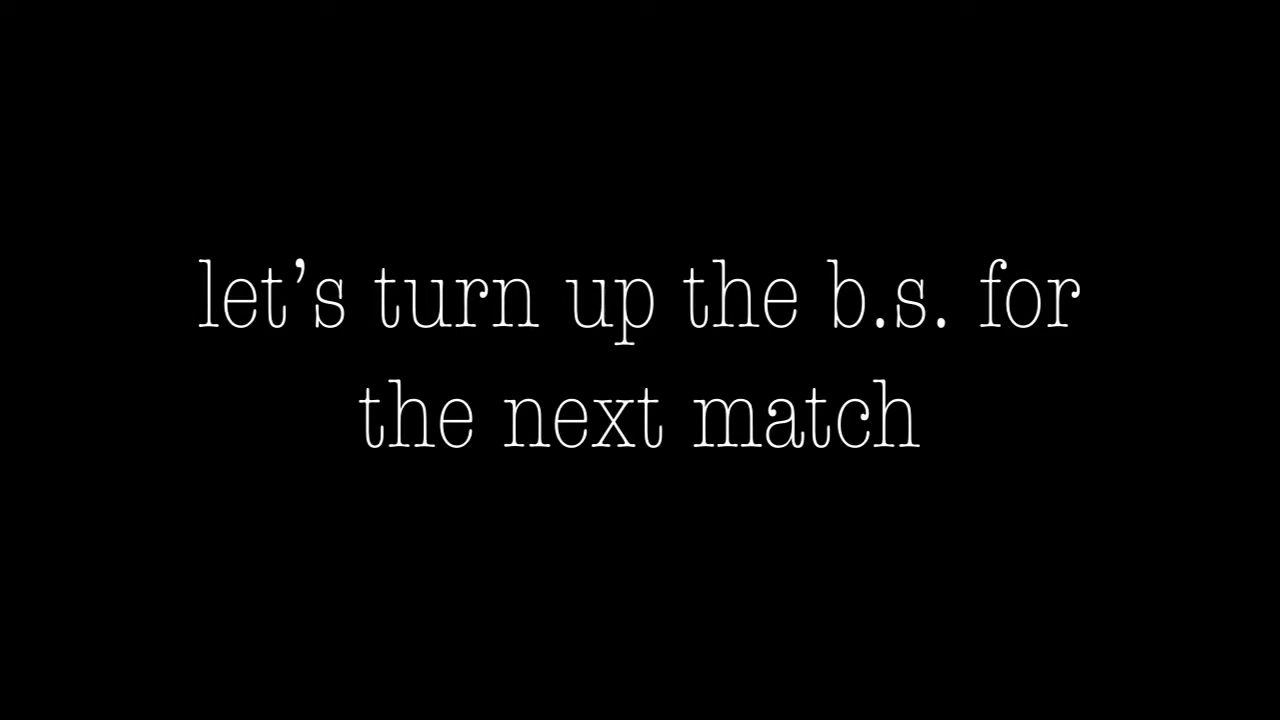 let’s turn up the b.s. for
the next match